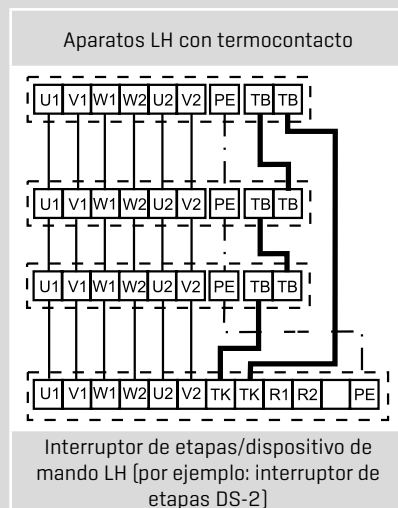 Aparatos LH con termocontacto
U1 V1 W1 W2 U2 V2 PE TB TB
U1 V1 W1 W2 U2 V2 PE TB TB
U1 V1 W1 W2 U2 V2 PE TB TB
U1 V1 W1 W2 U2 V2 TK TK R1 R2 PE
Interruptor de etapas/dispositivo de
mando LH (por ejemplo: interruptor de
etapas DS-2)